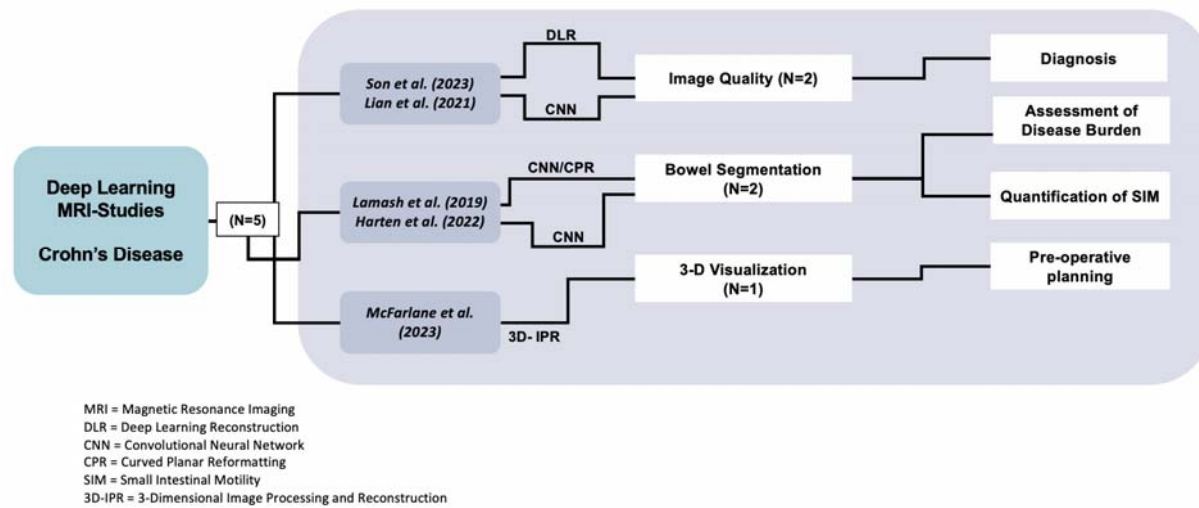 Deep Learning
MRI-Studies
Crohn's Disease
(N=5)
Son et al. (2023)
Lian et al. (2021)
DLR
CNN
Image Quality (N=2)
Diagnosis
Lamash et al. (2019)
Harten et al. (2022)
CNN/CPR
CNN
Bowel Segmentation
(N=2)
Assessment of
Disease Burden
Quantification of SIM
McFarlane et al.
(2023)
3D- IPR
3-D Visualization
(N=1)
Pre-operative
planning
MRI = Magnetic Resonance Imaging
DLR = Deep Learning Reconstruction
CNN = Convolutional Neural Network
CPR = Curved Planar Reformatting
SIM = Small Intestinal Motility
3D-IPR = 3-Dimensional Image Processing and Reconstruction